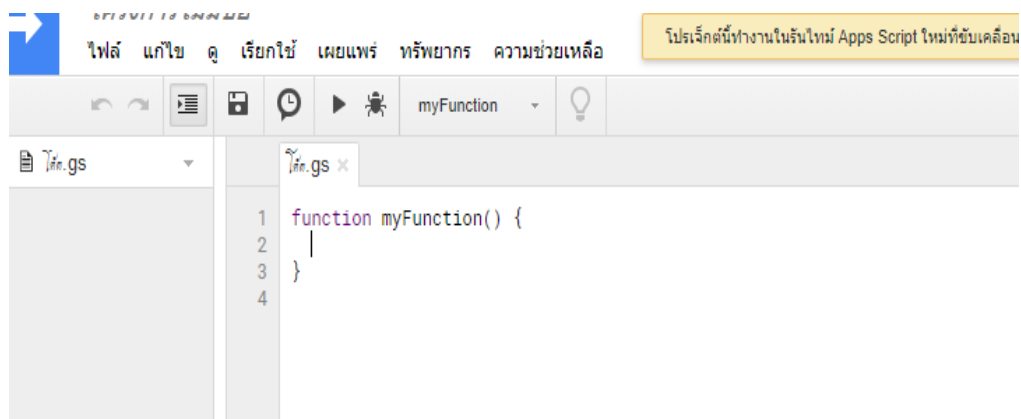 ไฟล์ แก้ไข ดู เรียกใช้ เผยแพร่ ทรัพยากร ความช่วยเหลือ
โปรเจ็กต์นี้ทำงานในรันไทม์ Apps Script ใหม่ที่ขับเคลื่อน
myFunction
โค้ด.gs
โค้ด.gs ×
1 function myFunction() {
2
3 }
4